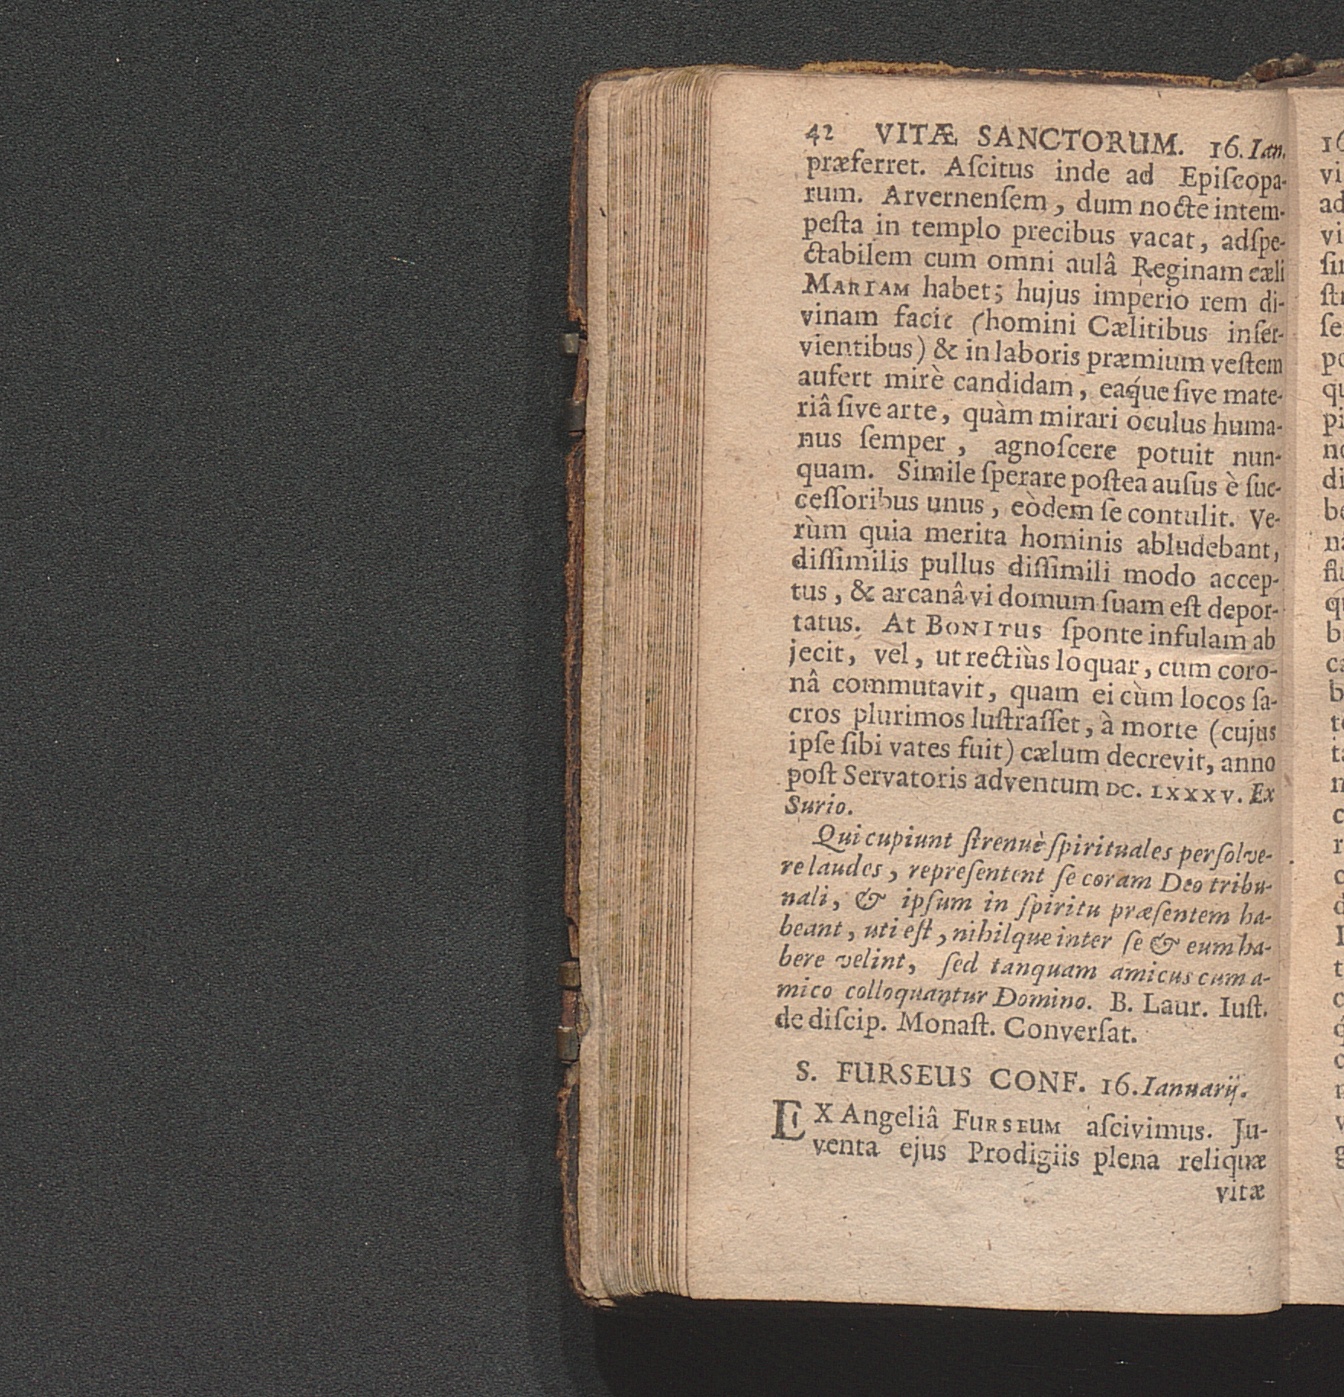 42 VITÆ SANCTORUM. 16. Ian.
præferret. Aſcitus inde ad Epiſcopa-
rum. Arvernenſem, dum nocte intem-
peſta in templo precibus vacat, adſpe-
ctabilem cum omni aulâ Reginam cæli
MARIAM habet; hujus imperio rem di-
vinam facit (homini Cælitibus inſer-
vientibus) & in laboris præmium veſtem
aufert mirè candidam, eaq́ue ſive mate-
riâ ſive arte, quàm mirari oculus huma-
nus ſemper, agnoſcere potuit nun-
quam. Simile ſperare poſtea auſus è ſuc-
ceſſoribus unus, eòdem ſe contulit. Ve-
rùm quia merita hominis abludebant,
diſſimilis pullus diſſimili modo accep-
tus, & arcanâ vi domum ſuam eſt depor-
tatus. At BONITUS ſponte infulam ab
jecit, vel, ut rectiùs loquar, cum coro-
nâ commutavit, quam ei cùm locos ſa-
cros plurimos luſtraſſet, à morte (cujus
ipſe ſibi vates fuit) cælum decrevit, anno
poſt Servatoris adventum DC. LXXXV. Ex
Surio.
Qui cupiunt ſtrenuè ſpirituales perſolve-
re laudes, repreſentent ſe coram Deo tribu-
nali, & ipſum in ſpiritu præſentem ha-
beant, uti eſt, nihilque inter ſe & eum ha-
bere velint, ſed tanquam amicus cum a-
mico colloquantur Domino. B. Laur. Iuſt.
de diſcip. Monaſt. Converſat.
S. FURSEUS CONF. 16. Ianuarij.
EX Angeliâ FURSEUM aſcivimus. Ju-
venta ejus Prodigiis plena reliquæ
vitæ